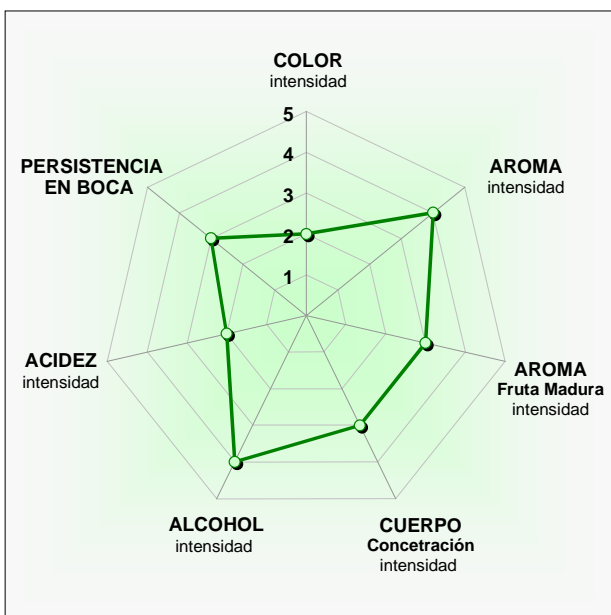 COLOR
intensidad
5
4
3
2
1
AROMA
intensidad
AROMA
Fruta Madura
intensidad
CUERPO
Concetración
intensidad
ALCOHOL
intensidad
ACIDEZ
intensidad
PERSISTENCIA
EN BOCA